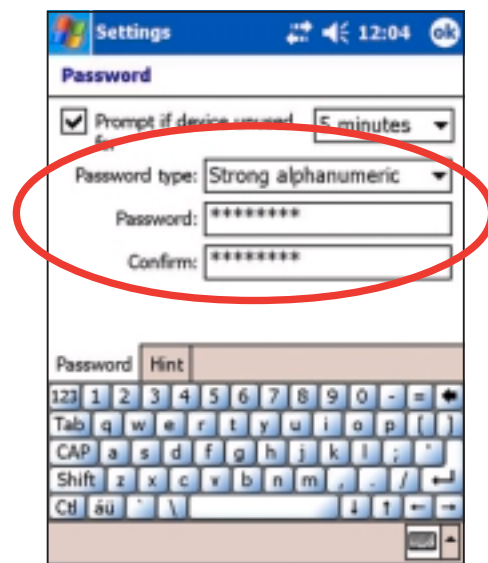 Settings 12:04 ok
Password
Prompt if device unused 5 minutes
for
Password type: Strong alphanumeric
Password: ********
Confirm: ********
Password Hint
123 1 2 3 4 5 6 7 8 9 0 - =
Tab q w e r t y u i o p [ ]
CAP a s d f g h j k l ; '
Shift z x c v b n m , . /
Ctl áü ` \